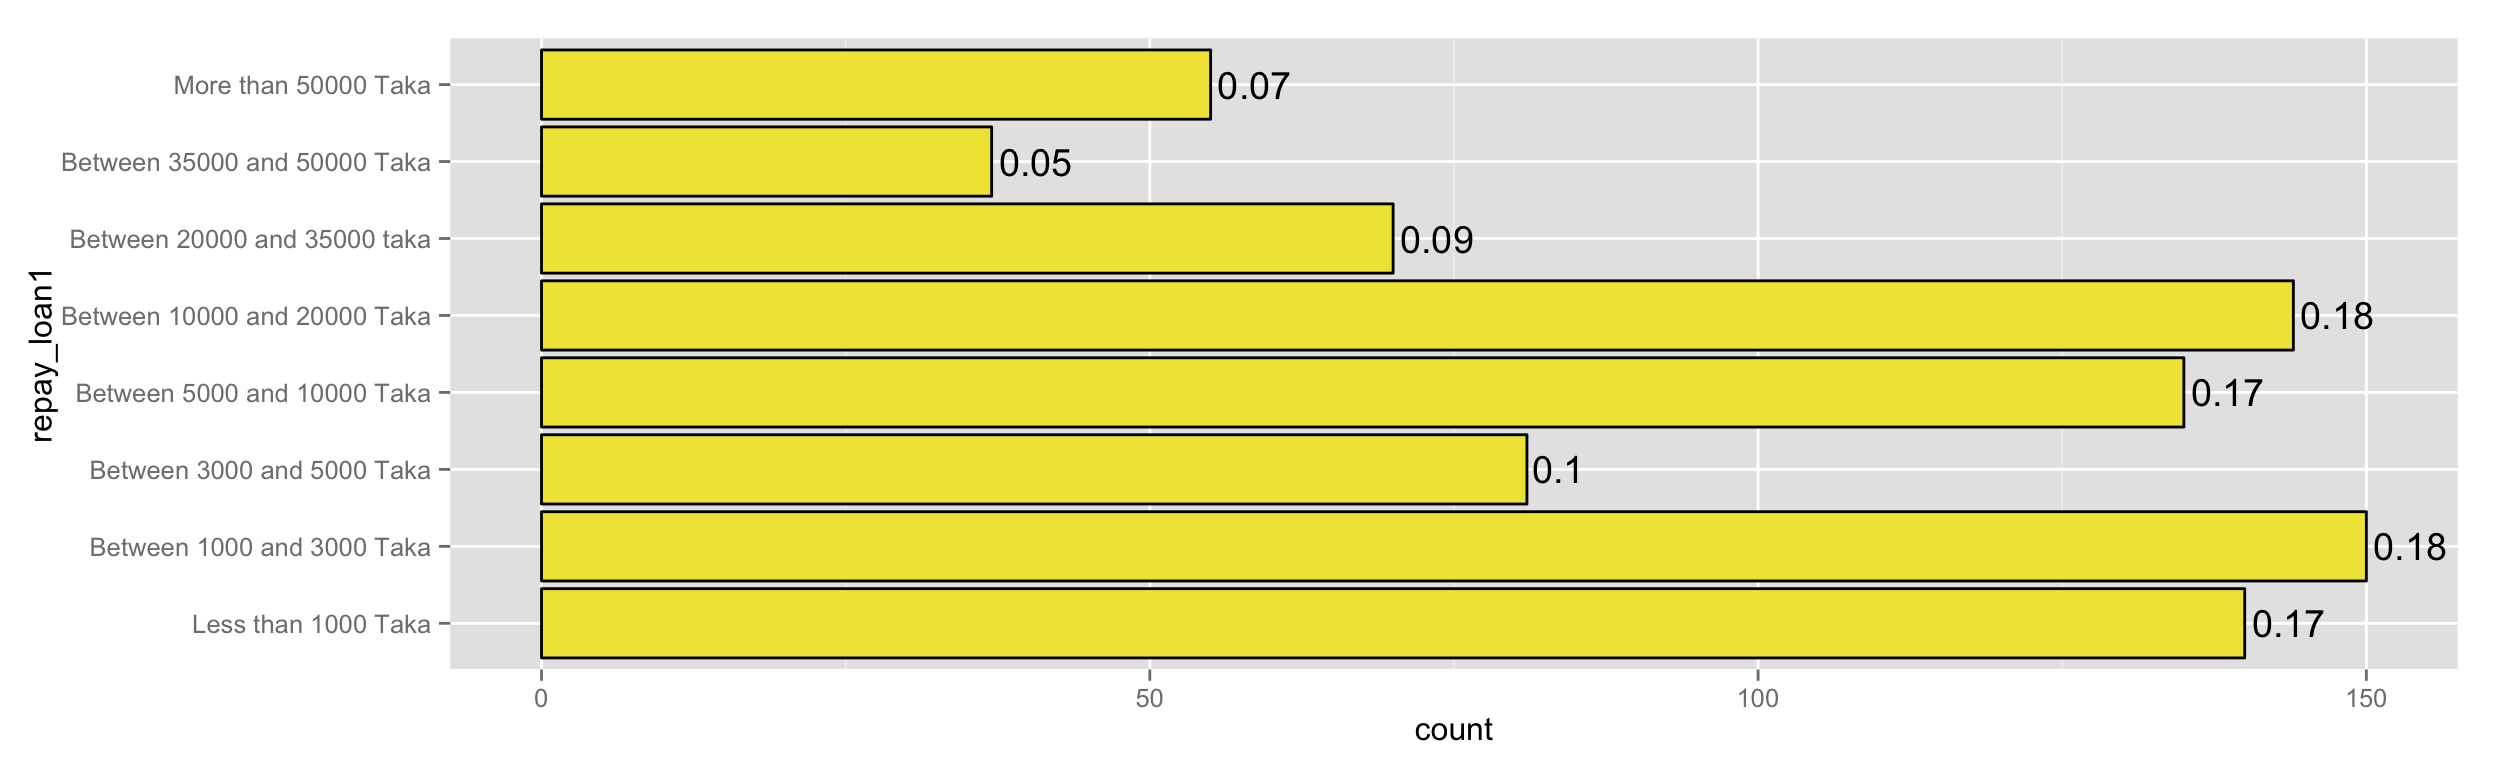 repay_loan1
More than 50000 Taka
0.07
Between 35000 and 50000 Taka
0.05
Between 20000 and 35000 taka
0.09
Between 10000 and 20000 Taka
0.18
Between 5000 and 10000 Taka
0.17
Between 3000 and 5000 Taka
0.1
Between 1000 and 3000 Taka
0.18
Less than 1000 Taka
0.17
0 50 100 150
count